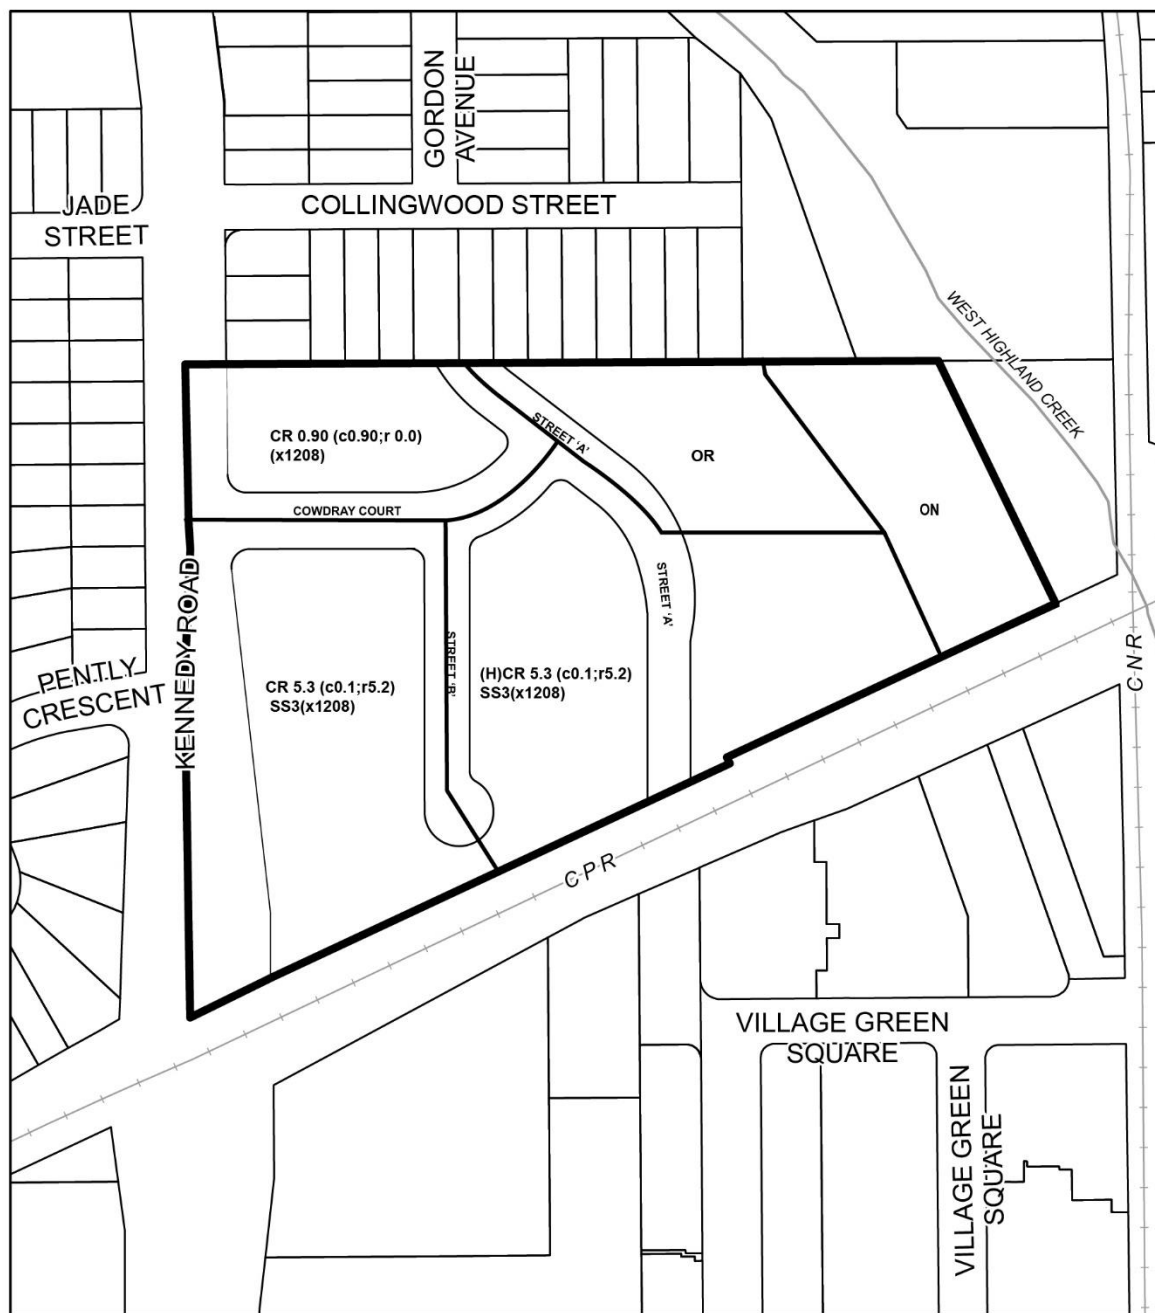 GORDON
AVENUE
JADE
STREET
COLLINGWOOD STREET
WEST HIGHLAND CREEK
CR 0.90 (c0.90;r 0.0)
(x1208)
STREET 'A'
OR
ON
COWDRAY COURT
KENNEDY ROAD
STREET 'A'
STREET 'B'
PENTLY
CRESCENT
CR 5.3 (c0.1;r5.2)
SS3(x1208)
(H)CR 5.3 (c0.1;r5.2)
SS3(x1208)
C-N-R
C-P-R
VILLAGE GREEN
SQUARE
VILLAGE GREEN
SQUARE